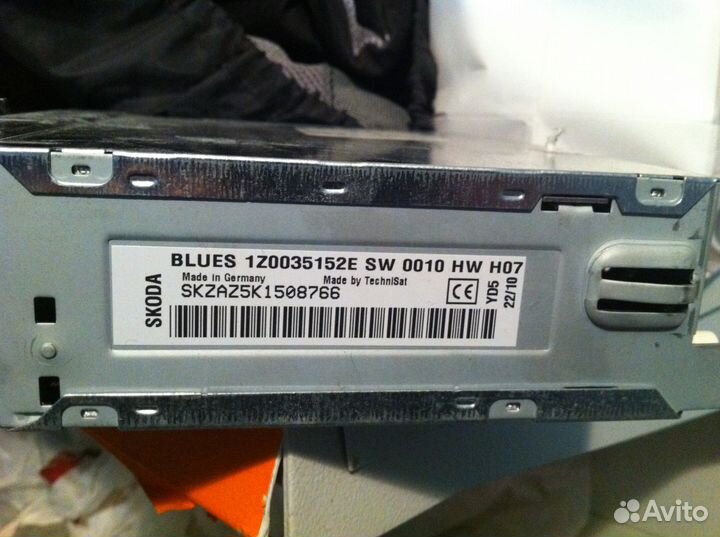 SKODA
BLUES 1Z0035152E SW 0010 HW H07
Made in Germany Made by TechniSat
SKZAZ5K1508766
CE
YD5
22/10
Avito